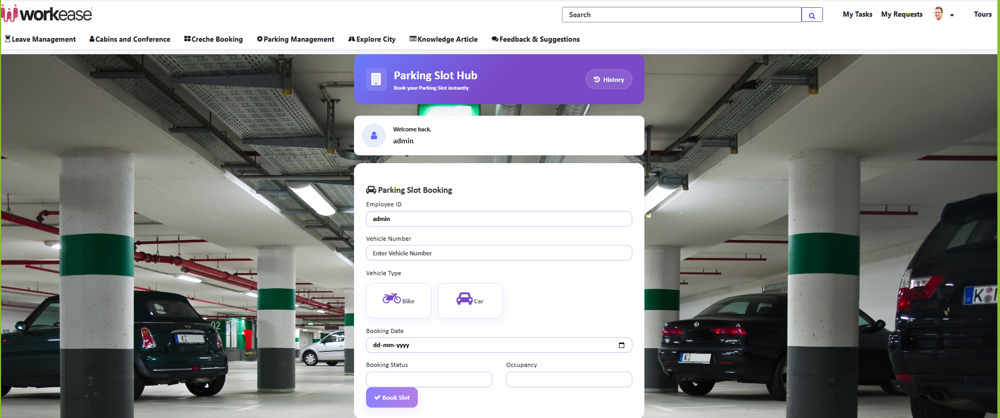 workease
Search
My Tasks My Requests Tours
Leave Management Cabins and Conference Creche Booking Parking Management Explore City Knowledge Article Feedback & Suggestions
Parking Slot Hub
Book your Parking Slot instantly
History
Welcome back,
admin
Parking Slot Booking
Employee ID
admin
Vehicle Number
Enter Vehicle Number
Vehicle Type
Bike Car
Booking Date
dd-mm-yyyy
Booking Status Occupancy
Book Slot
02
K
K
D K